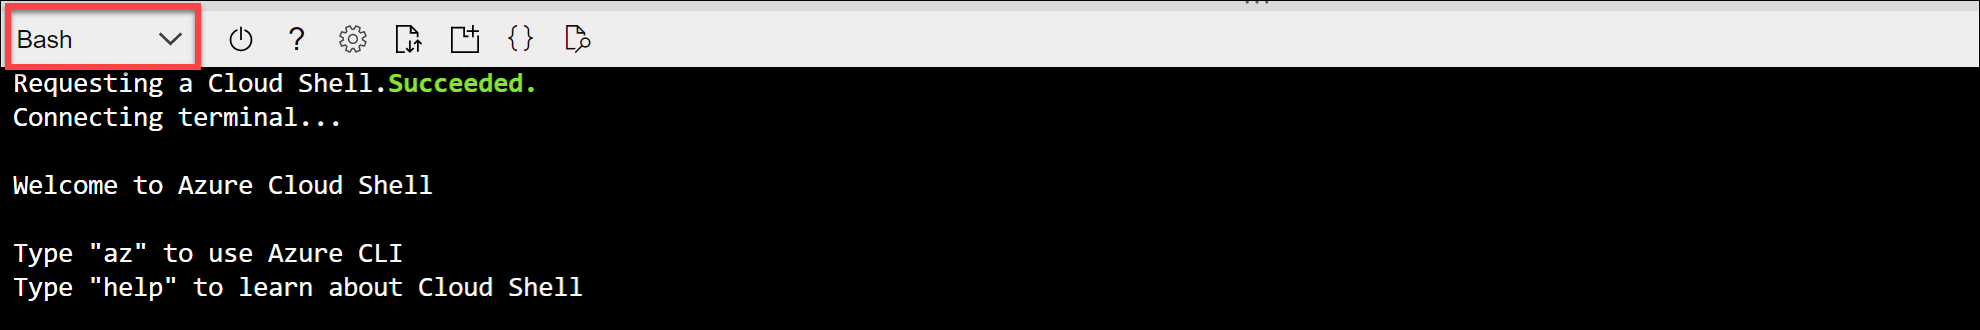 Bash
Requesting a Cloud Shell.Succeeded.
Connecting terminal...
Welcome to Azure Cloud Shell
Type "az" to use Azure CLI
Type "help" to learn about Cloud Shell